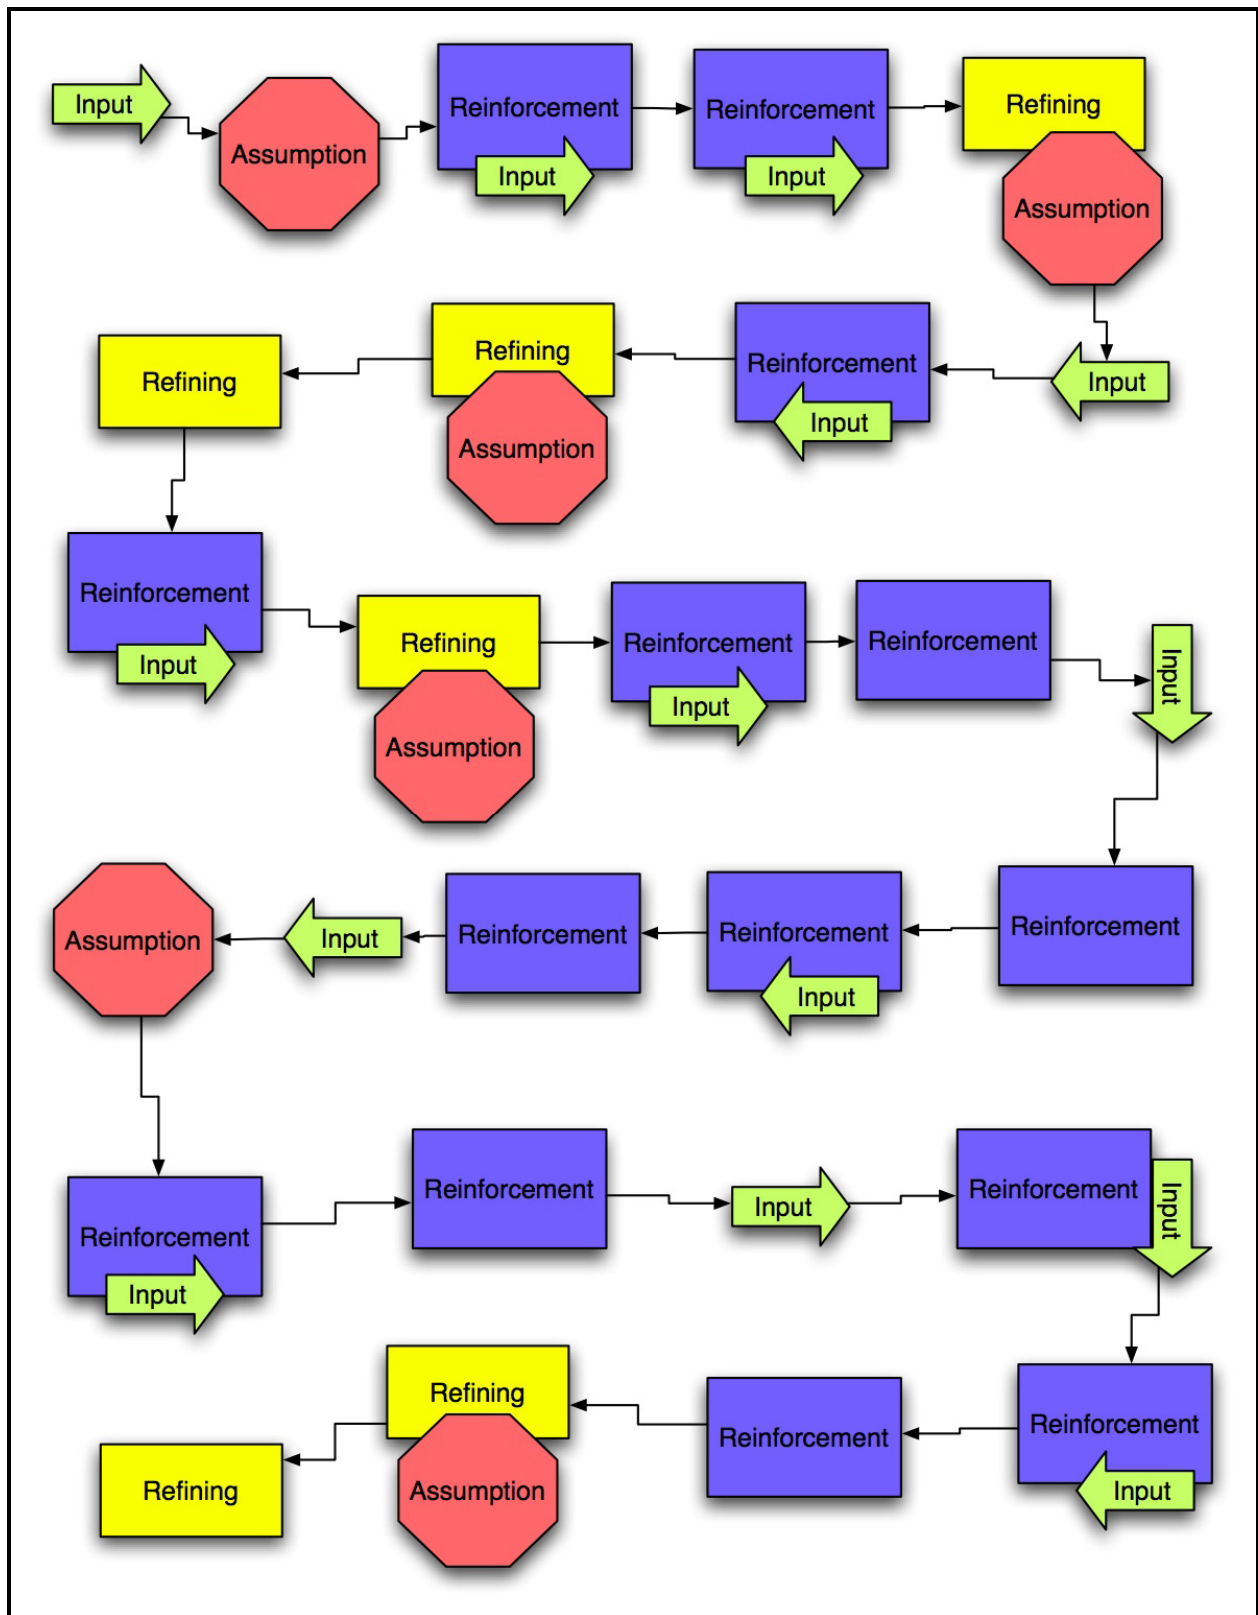 Input
Assumption
Reinforcement
Input
Reinforcement
Input
Refining
Assumption
Input
Reinforcement
Input
Refining
Assumption
Refining
Reinforcement
Input
Refining
Assumption
Reinforcement
Input
Reinforcement
Input
Reinforcement
Reinforcement
Input
Reinforcement
Input
Assumption
Reinforcement
Input
Reinforcement
Input
Reinforcement
Input
Reinforcement
Input
Reinforcement
Refining
Assumption
Refining